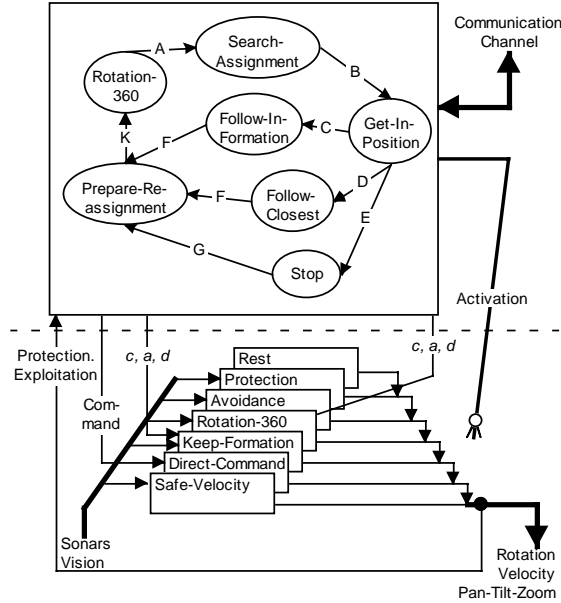 Communication
Channel
Search-
Assignment
A
B
Rotation-
360
Follow-In-
Formation
Get-In-
Position
C
F
K
D
Prepare-Re-
assignment
F
Follow-
Closest
E
G
Stop
Activation
Protection.
Exploitation
c, a, d
c, a, d
Rest
Protection
Com-
mand
Avoidance
Rotation-360
Keep-Formation
Direct-Command
Safe-Velocity
Sonars
Vision
Rotation
Velocity
Pan-Tilt-Zoom